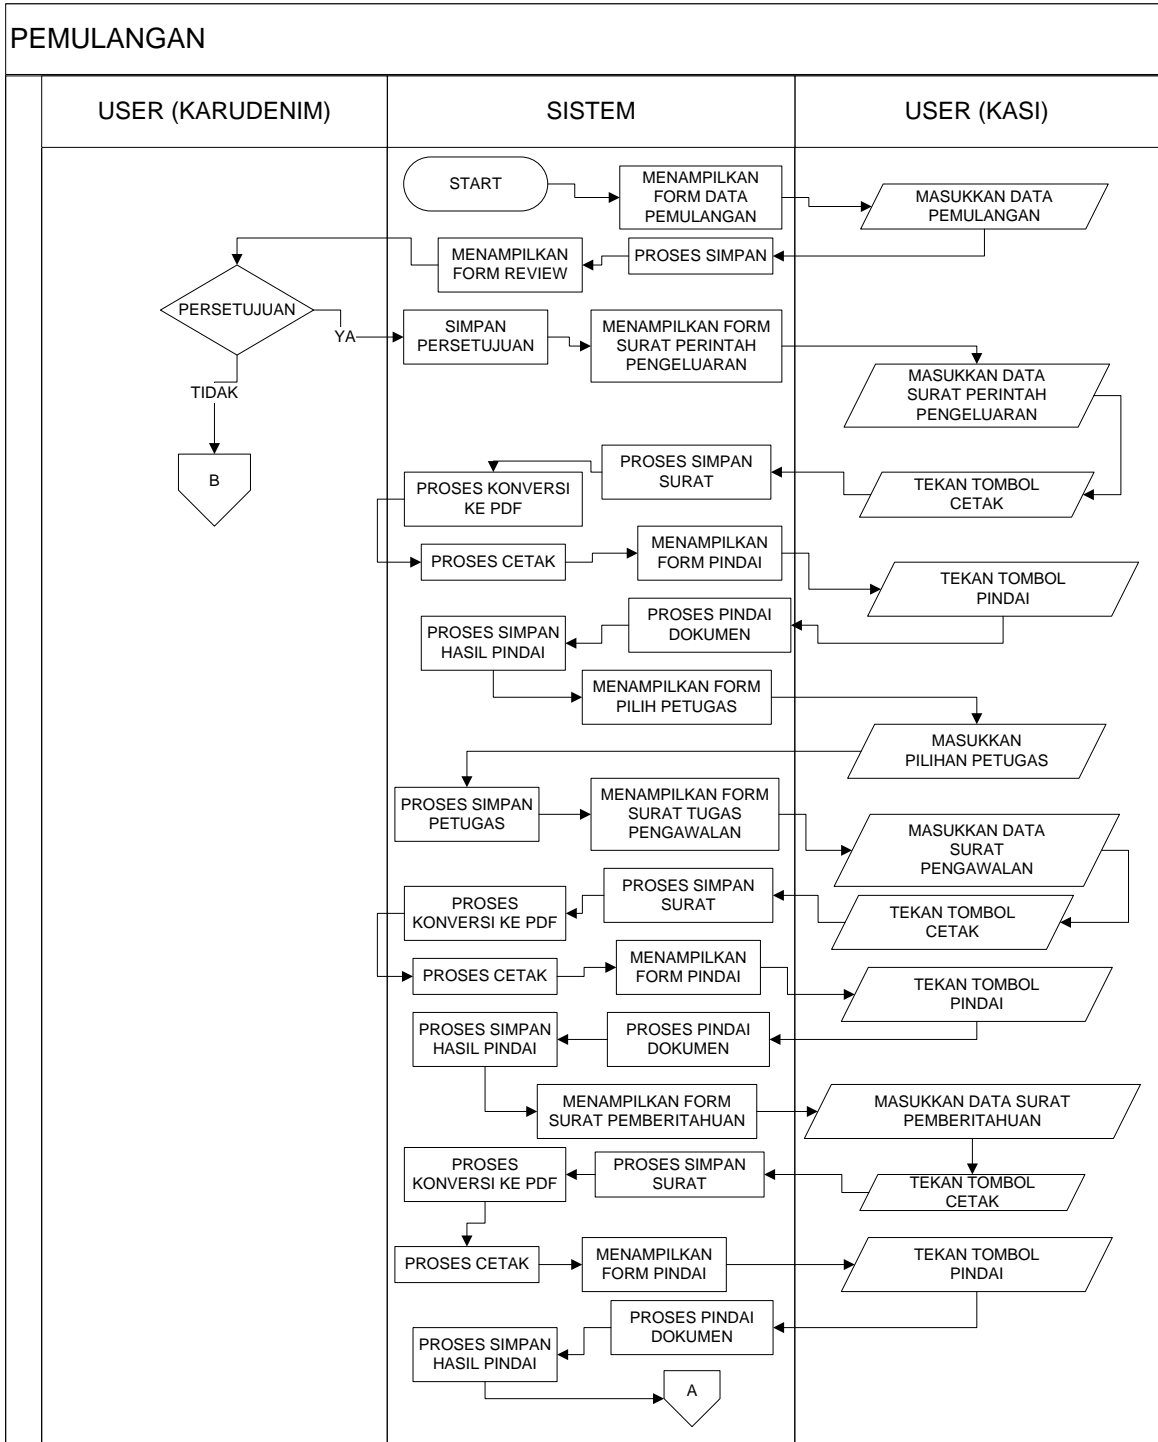 PEMULANGAN
USER (KARUDENIM)
SISTEM
USER (KASI)
START
MENAMPILKAN
FORM DATA
PEMULANGAN
MASUKKAN DATA
PEMULANGAN
PROSES SIMPAN
MENAMPILKAN
FORM REVIEW
PERSETUJUAN
YA
TIDAK
B
SIMPAN
PERSETUJUAN
MENAMPILKAN FORM
SURAT PERINTAH
PENGELUARAN
MASUKKAN DATA
SURAT PERINTAH
PENGELUARAN
TEKAN TOMBOL
CETAK
PROSES SIMPAN
SURAT
PROSES KONVERSI
KE PDF
PROSES CETAK
MENAMPILKAN
FORM PINDAI
TEKAN TOMBOL
PINDAI
PROSES PINDAI
DOKUMEN
PROSES SIMPAN
HASIL PINDAI
MENAMPILKAN FORM
PILIH PETUGAS
MASUKKAN
PILIHAN PETUGAS
PROSES SIMPAN
PETUGAS
MENAMPILKAN FORM
SURAT TUGAS
PENGAWALAN
MASUKKAN DATA
SURAT
PENGAWALAN
TEKAN TOMBOL
CETAK
PROSES SIMPAN
SURAT
PROSES
KONVERSI KE PDF
PROSES CETAK
MENAMPILKAN
FORM PINDAI
TEKAN TOMBOL
PINDAI
PROSES PINDAI
DOKUMEN
PROSES SIMPAN
HASIL PINDAI
MENAMPILKAN FORM
SURAT PEMBERITAHUAN
MASUKKAN DATA SURAT
PEMBERITAHUAN
TEKAN TOMBOL
CETAK
PROSES SIMPAN
SURAT
PROSES
KONVERSI KE PDF
PROSES CETAK
MENAMPILKAN
FORM PINDAI
TEKAN TOMBOL
PINDAI
PROSES PINDAI
DOKUMEN
PROSES SIMPAN
HASIL PINDAI
A